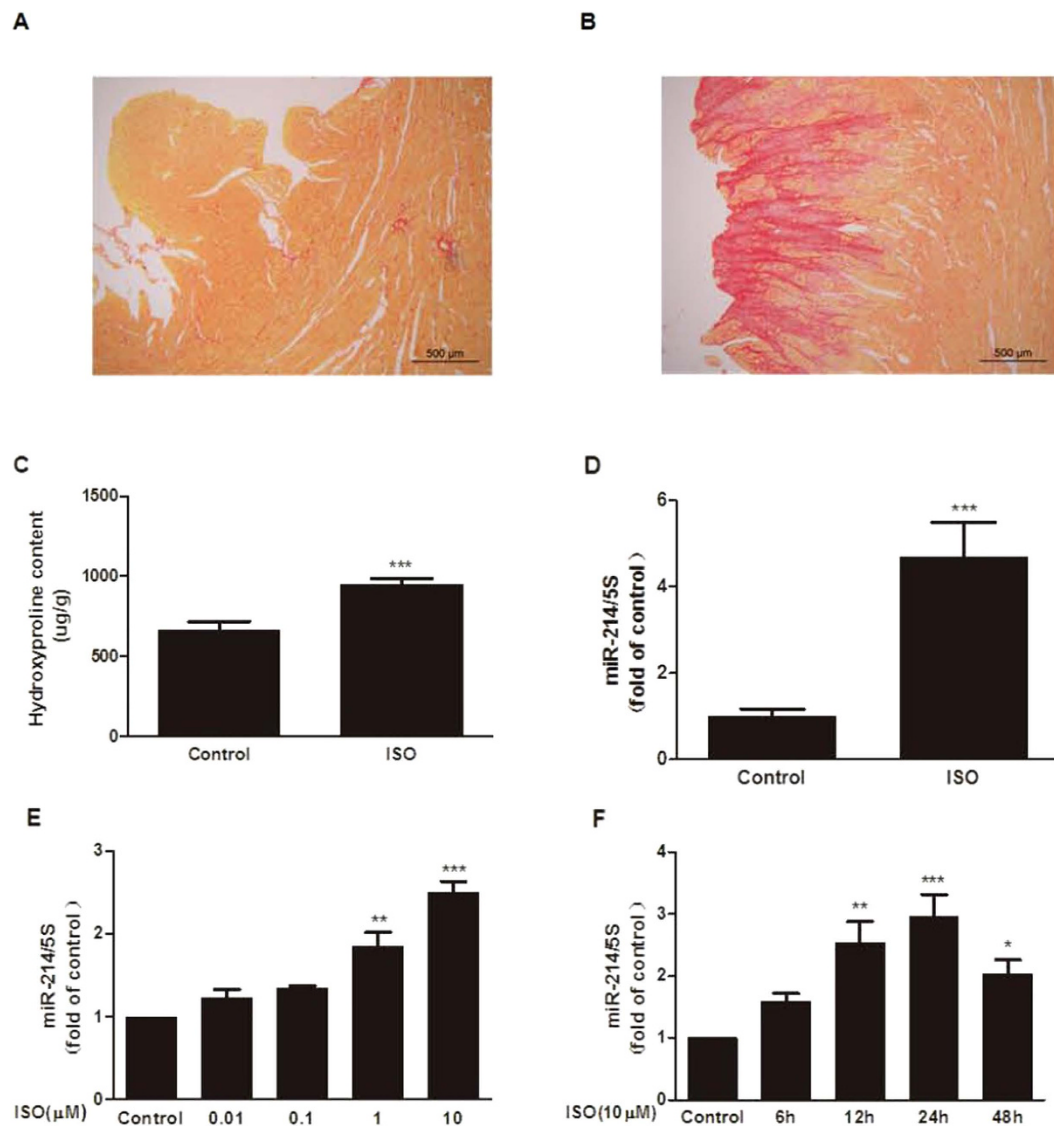 A
B
500 µm
500 µm
C
Hydroxyproline content
(ug/g)
1500
1000
500
0
***
Control
ISO
D
miR-214/5S
(fold of control)
6
4
2
0
***
Control
ISO
E
miR-214/5S
(fold of control)
3
2
1
0
**
***
ISO(µM)
Control
0.01
0.1
1
10
F
miR-214/5S
(fold of control)
4
3
2
1
0
**
***
*
ISO(10 µM)
Control
6h
12h
24h
48h